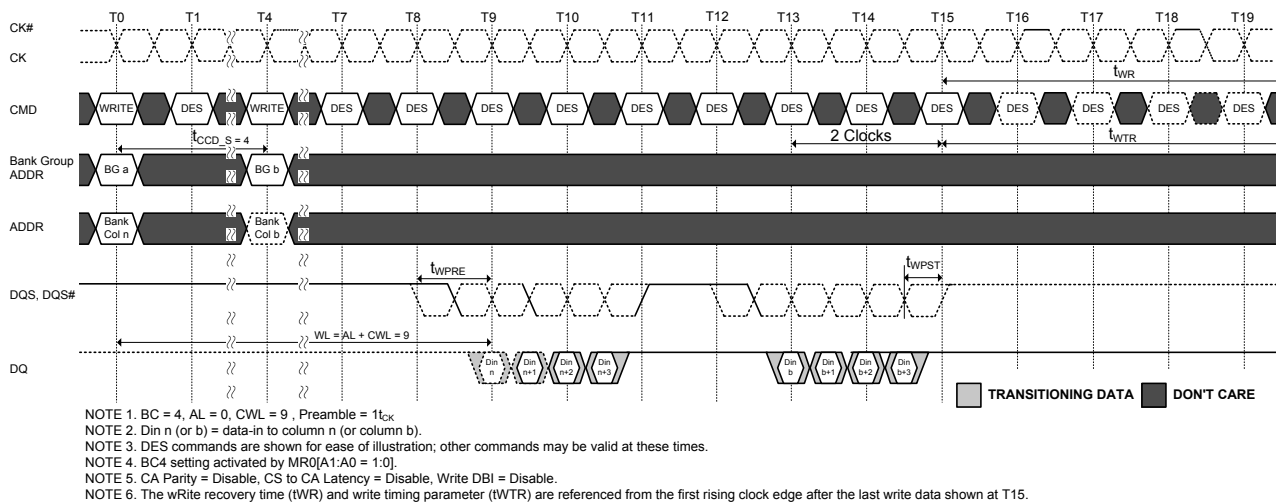 T0 T1 T4 T7 T8 T9 T10 T11 T12 T13 T14 T15 T16 T17 T18 T19
CK#
CK
tWR
CMD WRITE DES WRITE DES DES DES DES DES DES DES DES DES DES DES DES DES
tCCD_S = 4
2 Clocks
tWTR
Bank Group
ADDR
BG a BG b
ADDR
Bank
Col n
Bank
Col b
tWPRE
tWPST
DQS, DQS#
WL = AL + CWL = 9
DQ
Din
n
Din
n+1
Din
n+2
Din
n+3
Din
b
Din
b+1
Din
b+2
Din
b+3
TRANSITIONING DATA DON'T CARE
NOTE 1. BC = 4, AL = 0, CWL = 9 , Preamble = 1tCK
NOTE 2. Din n (or b) = data-in to column n (or column b).
NOTE 3. DES commands are shown for ease of illustration; other commands may be valid at these times.
NOTE 4. BC4 setting activated by MR0[A1:A0 = 1:0].
NOTE 5. CA Parity = Disable, CS to CA Latency = Disable, Write DBI = Disable.
NOTE 6. The wRite recovery time (tWR) and write timing parameter (tWTR) are referenced from the first rising clock edge after the last write data shown at T15.